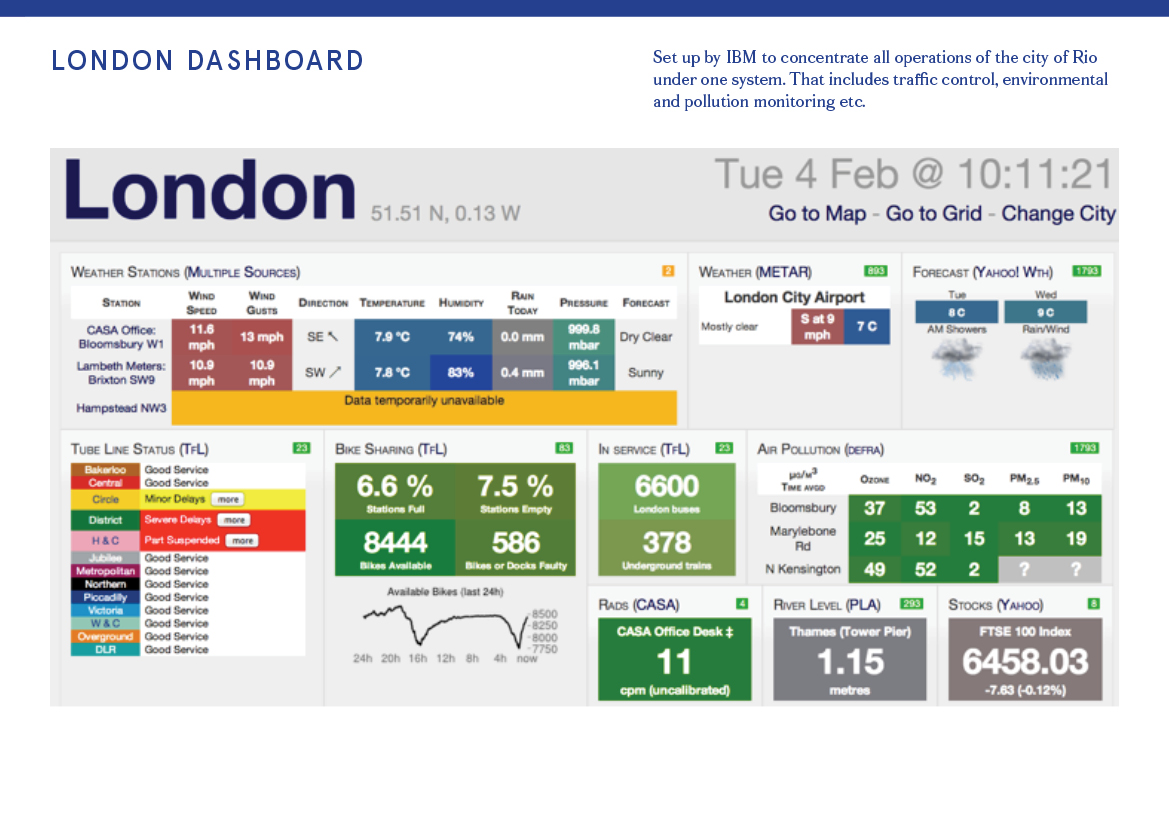 LONDON DASHBOARD
Set up by IBM to concentrate all operations of the city of Rio
under one system. That includes traffic control, environmental
and pollution monitoring etc.
London 51.51 N, 0.13 W
Tue 4 Feb @ 10:11:21
Go to Map - Go to Grid - Change City
WEATHER STATIONS (MULTIPLE SOURCES) 2
STATION WIND SPEED WIND GUSTS DIRECTION TEMPERATURE HUMIDITY RAIN TODAY PRESSURE FORECAST
CASA Office: Bloomsbury W1 11.6 mph 13 mph SE ↖ 7.9 °C 74% 0.0 mm 999.8 mbar Dry Clear
Lambeth Meters: Brixton SW9 10.9 mph 10.9 mph SW ↗ 7.8 °C 83% 0.4 mm 996.1 mbar Sunny
Hampstead NW3 Data temporarily unavailable
WEATHER (METAR) 893
London City Airport
Mostly clear S at 9 mph 7 C
FORECAST (YAHOO! WTH) 1793
Tue Wed
8 C 9 C
AM Showers Rain/Wind
TUBE LINE STATUS (TFL) 23
Bakerloo Good Service
Central Good Service
Circle Minor Delays more
District Severe Delays more
H & C Part Suspended more
Jubilee Good Service
Metropolitan Good Service
Northern Good Service
Piccadilly Good Service
Victoria Good Service
W & C Good Service
Overground Good Service
DLR Good Service
BIKE SHARING (TFL) 83
6.6 % 7.5 %
Stations Full Stations Empty
8444 586
Bikes Available Bikes or Docks Faulty
Available Bikes (last 24h)
8500
8250
8000
7750
24h 20h 16h 12h 8h 4h now
IN SERVICE (TFL) 23
6600
London buses
378
Underground trains
AIR POLLUTION (DEFRA) 1793
µG/M³ TIME AVGD OZONE NO₂ SO₂ PM₂.₅ PM₁₀
Bloomsbury 37 53 2 8 13
Marylebone Rd 25 12 15 13 19
N Kensington 49 52 2 ? ?
RADS (CASA) 4
CASA Office Desk ‡
11
cpm (uncalibrated)
RIVER LEVEL (PLA) 293
Thames (Tower Pier)
1.15
metres
STOCKS (YAHOO) 8
FTSE 100 Index
6458.03
-7.63 (-0.12%)